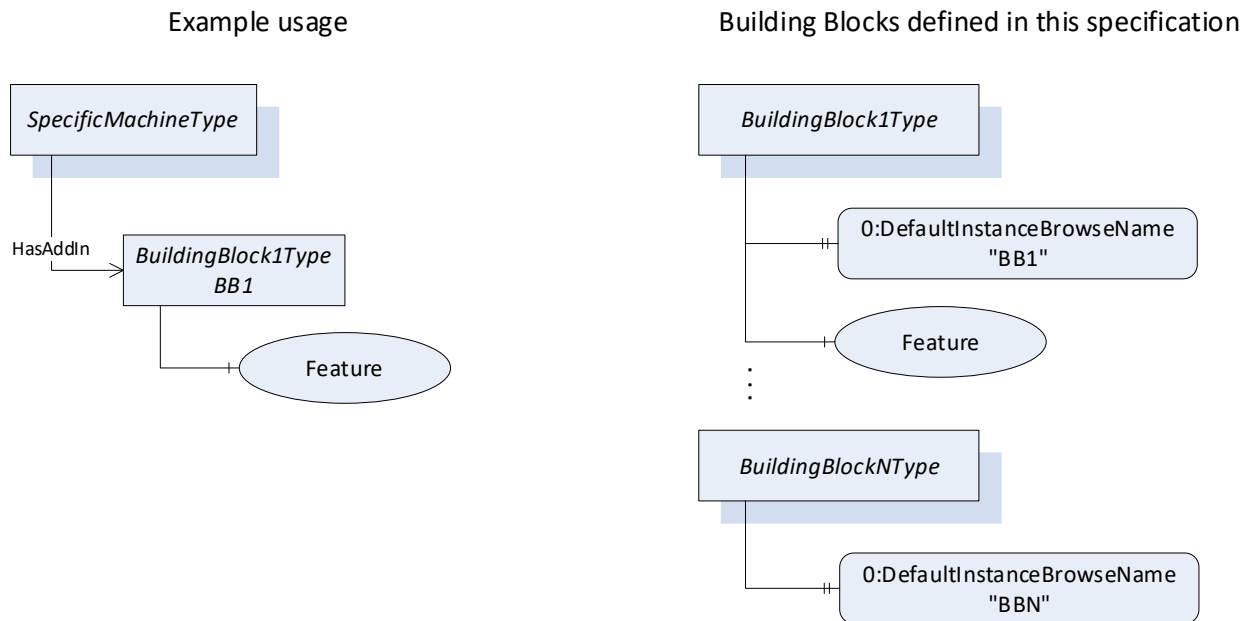 Example usage
SpecificMachineType
HasAddIn
BuildingBlock1Type
BB1
Feature
Building Blocks defined in this specification
BuildingBlock1Type
0:DefaultInstanceBrowseName
"BB1"
Feature
BuildingBlockNType
0:DefaultInstanceBrowseName
"BBN"